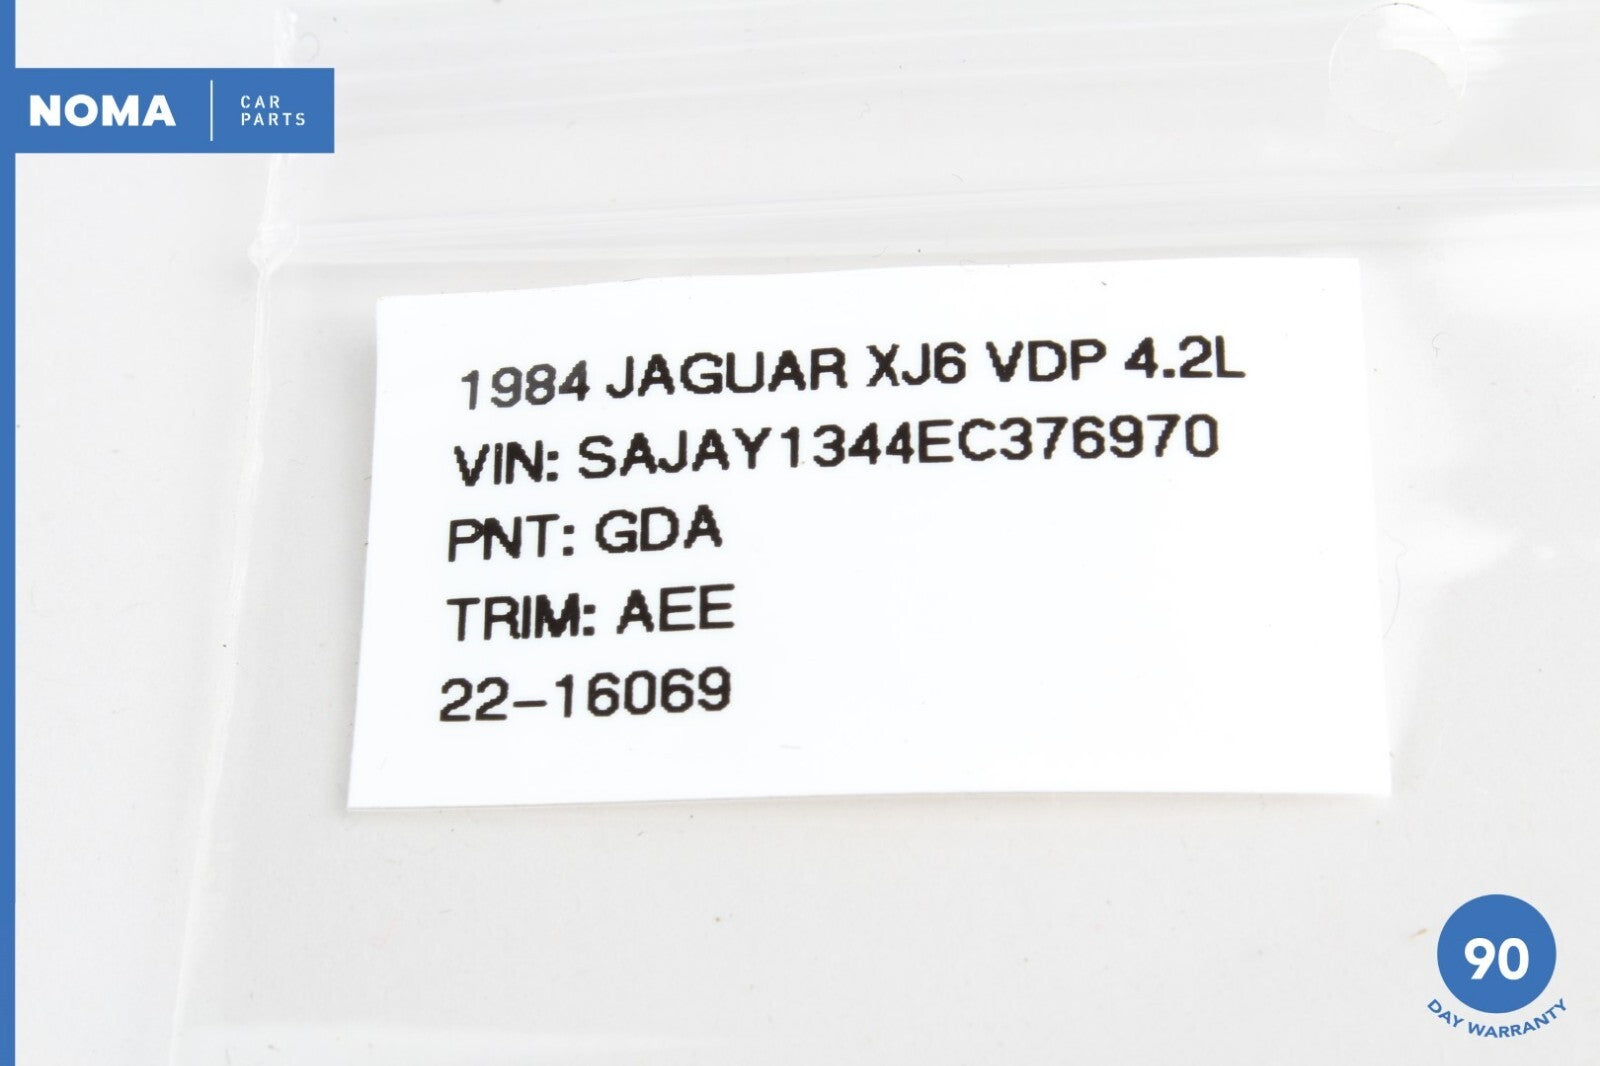 NOMA
CAR
PARTS
1984 JAGUAR XJ6 VDP 4.2L
VIN: SAJAY1344EC376970
PNT: GDA
TRIM: AEE
22-16069
90
DAY WARRANTY